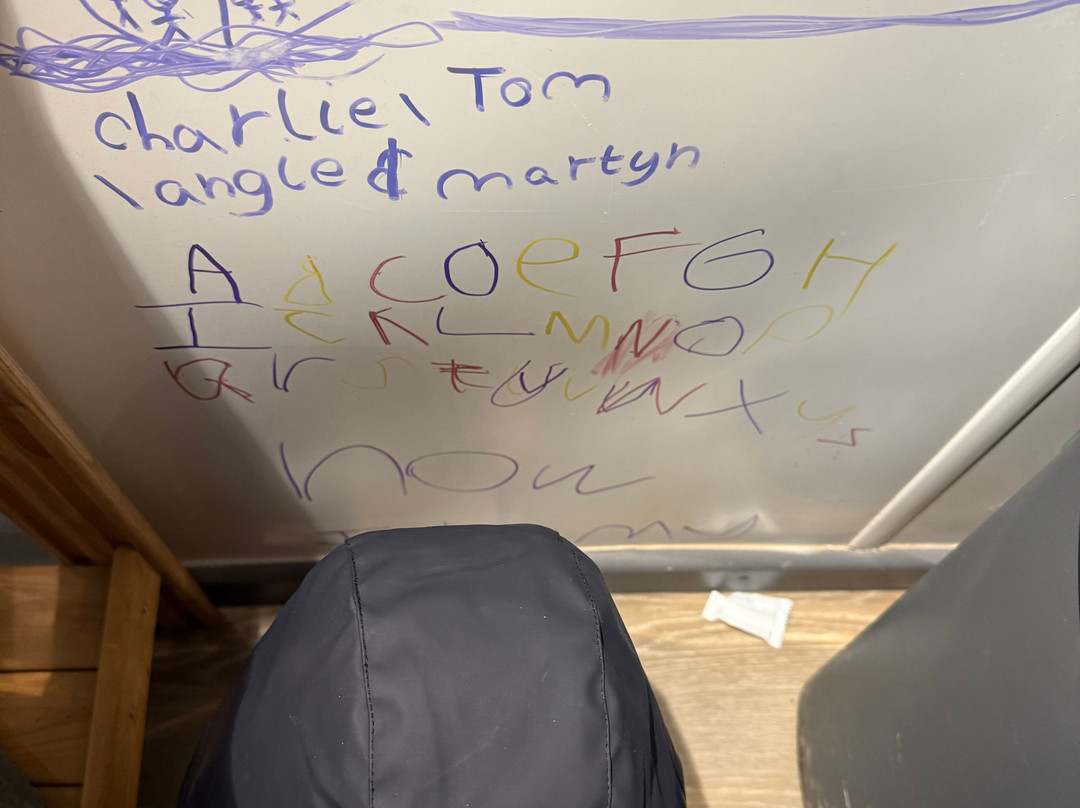 charlie \ Tom
\ angle & martyn
A d C D e F G H
I C K L M N O P
Q r S t U V W X y
now